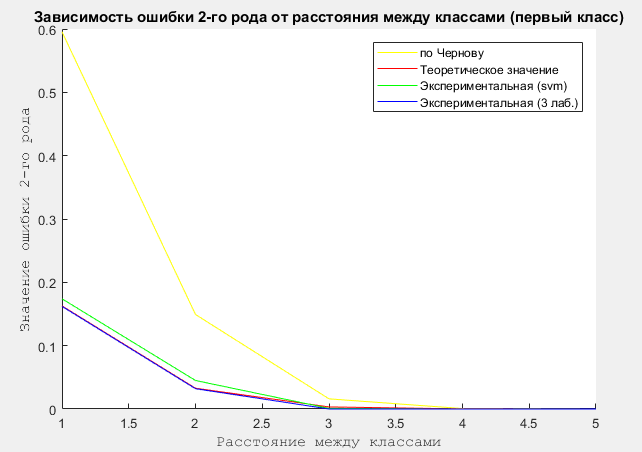 Зависимость ошибки 2-го рода от расстояния между классами (первый класс)
по Чернову
Теоретическое значение
Экспериментальная (svm)
Экспериментальная (3 лаб.)
Значение ошибки 2-го рода
0.6
0.5
0.4
0.3
0.2
0.1
0
1 1.5 2 2.5 3 3.5 4 4.5 5
Расстояние между классами